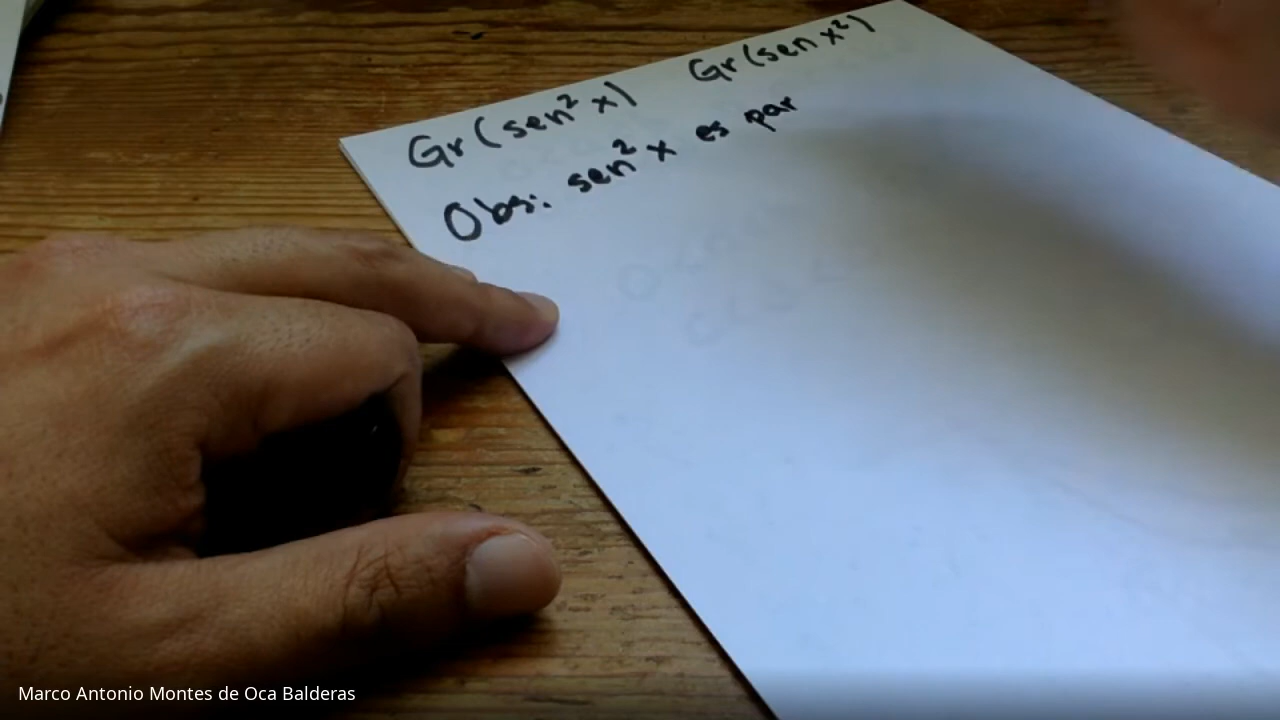 Gr(sen² x) Gr(sen x²)
Obs: sen² x es par
Marco Antonio Montes de Oca Balderas